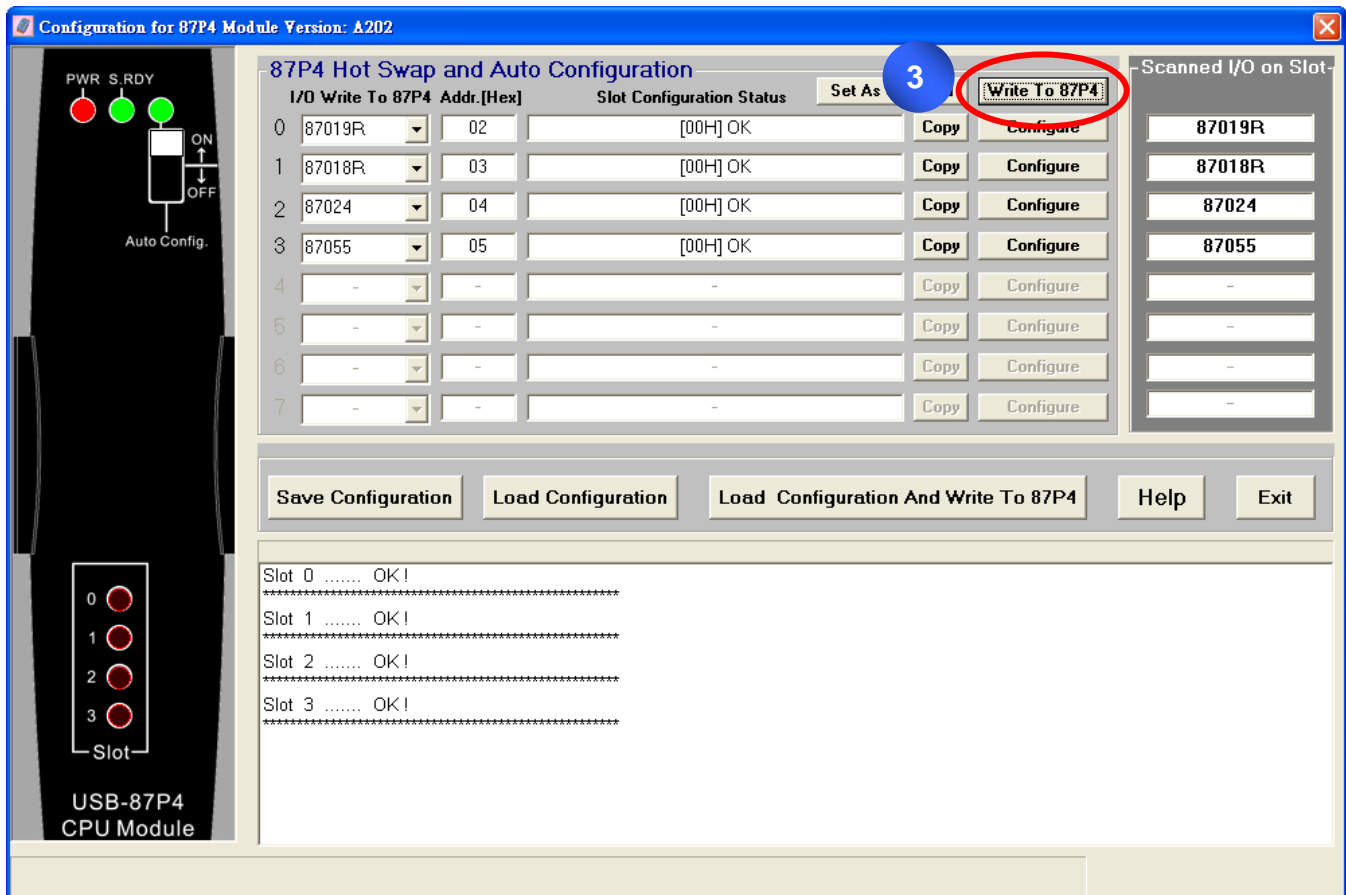 Configuration for 87P4 Module Version: A202
PWR S.RDY
ON
OFF
Auto Config.
0
1
2
3
Slot
USB-87P4
CPU Module
87P4 Hot Swap and Auto Configuration
I/O Write To 87P4 Addr.[Hex] Slot Configuration Status Set As 3 Write To 87P4
0 87019R 02 [00H] OK Copy Configure
1 87018R 03 [00H] OK Copy Configure
2 87024 04 [00H] OK Copy Configure
3 87055 05 [00H] OK Copy Configure
4 - - - Copy Configure
5 - - - Copy Configure
6 - - - Copy Configure
7 - - - Copy Configure
Scanned I/O on Slot
87019R
87018R
87024
87055
-
-
-
-
Save Configuration Load Configuration Load Configuration And Write To 87P4 Help Exit
Slot 0 ....... OK!
*****************************************************
Slot 1 ....... OK!
*****************************************************
Slot 2 ....... OK!
*****************************************************
Slot 3 ....... OK!
*****************************************************